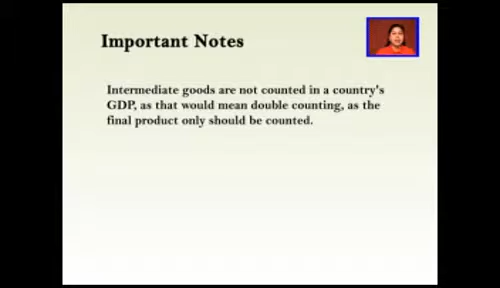 Important Notes
Intermediate goods are not counted in a country's
GDP, as that would mean double counting, as the
final product only should be counted.